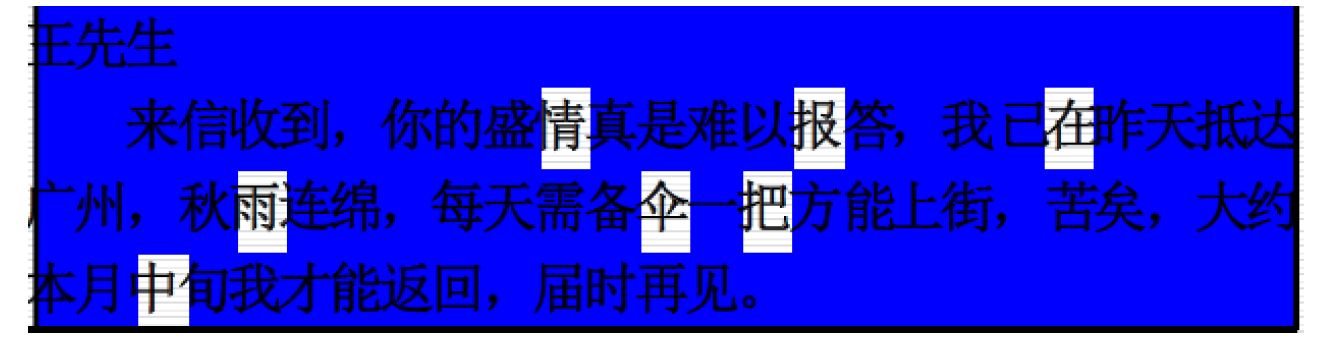 王先生
来信收到，你的盛情真是难以报答，我已在昨天抵达
广州，秋雨连绵，每天需备伞一把方能上街，苦矣，大约
本月中旬我才能返回，届时再见。